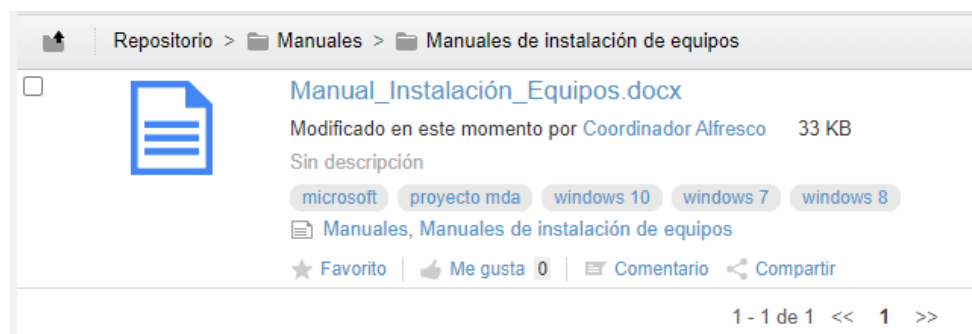 Repositorio > Manuales > Manuales de instalación de equipos
Manual_Instalación_Equipos.docx
Modificado en este momento por Coordinador Alfresco 33 KB
Sin descripción
microsoft proyecto mda windows 10 windows 7 windows 8
Manuales, Manuales de instalación de equipos
Favorito Me gusta 0 Comentario Compartir
1 - 1 de 1 << 1 >>